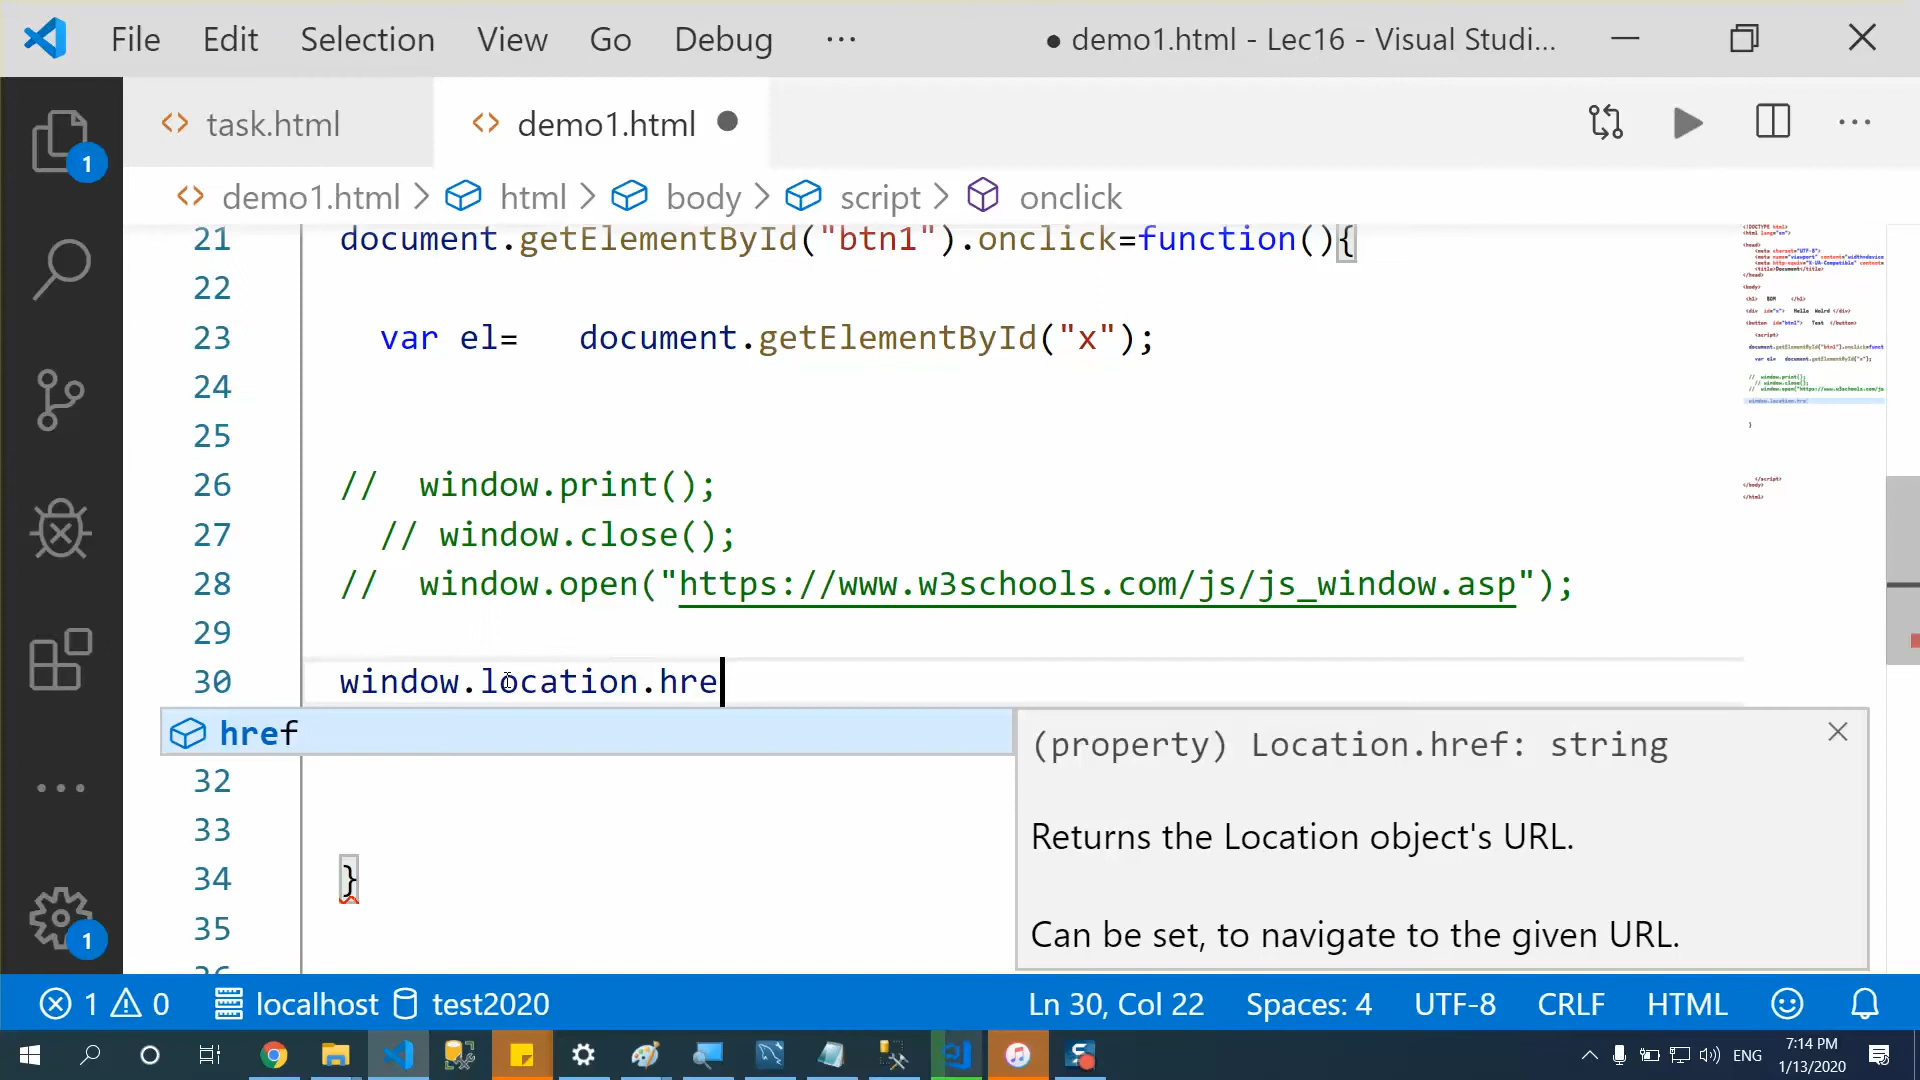 File Edit Selection View Go Debug ... ● demo1.html - Lec16 - Visual Studi...
task.html demo1.html
demo1.html > html > body > script > onclick
21 document.getElementById("btn1").onclick=function(){
22
23 var el= document.getElementById("x");
24
25
26 // window.print();
27 // window.close();
28 // window.open("https://www.w3schools.com/js/js_window.asp");
29
30 window.location.hre
href
(property) Location.href: string
Returns the Location object's URL.
Can be set, to navigate to the given URL.
32
33
34 }
35
1
1
1 0 localhost test2020 Ln 30, Col 22 Spaces: 4 UTF-8 CRLF HTML
ENG 7:14 PM
1/13/2020